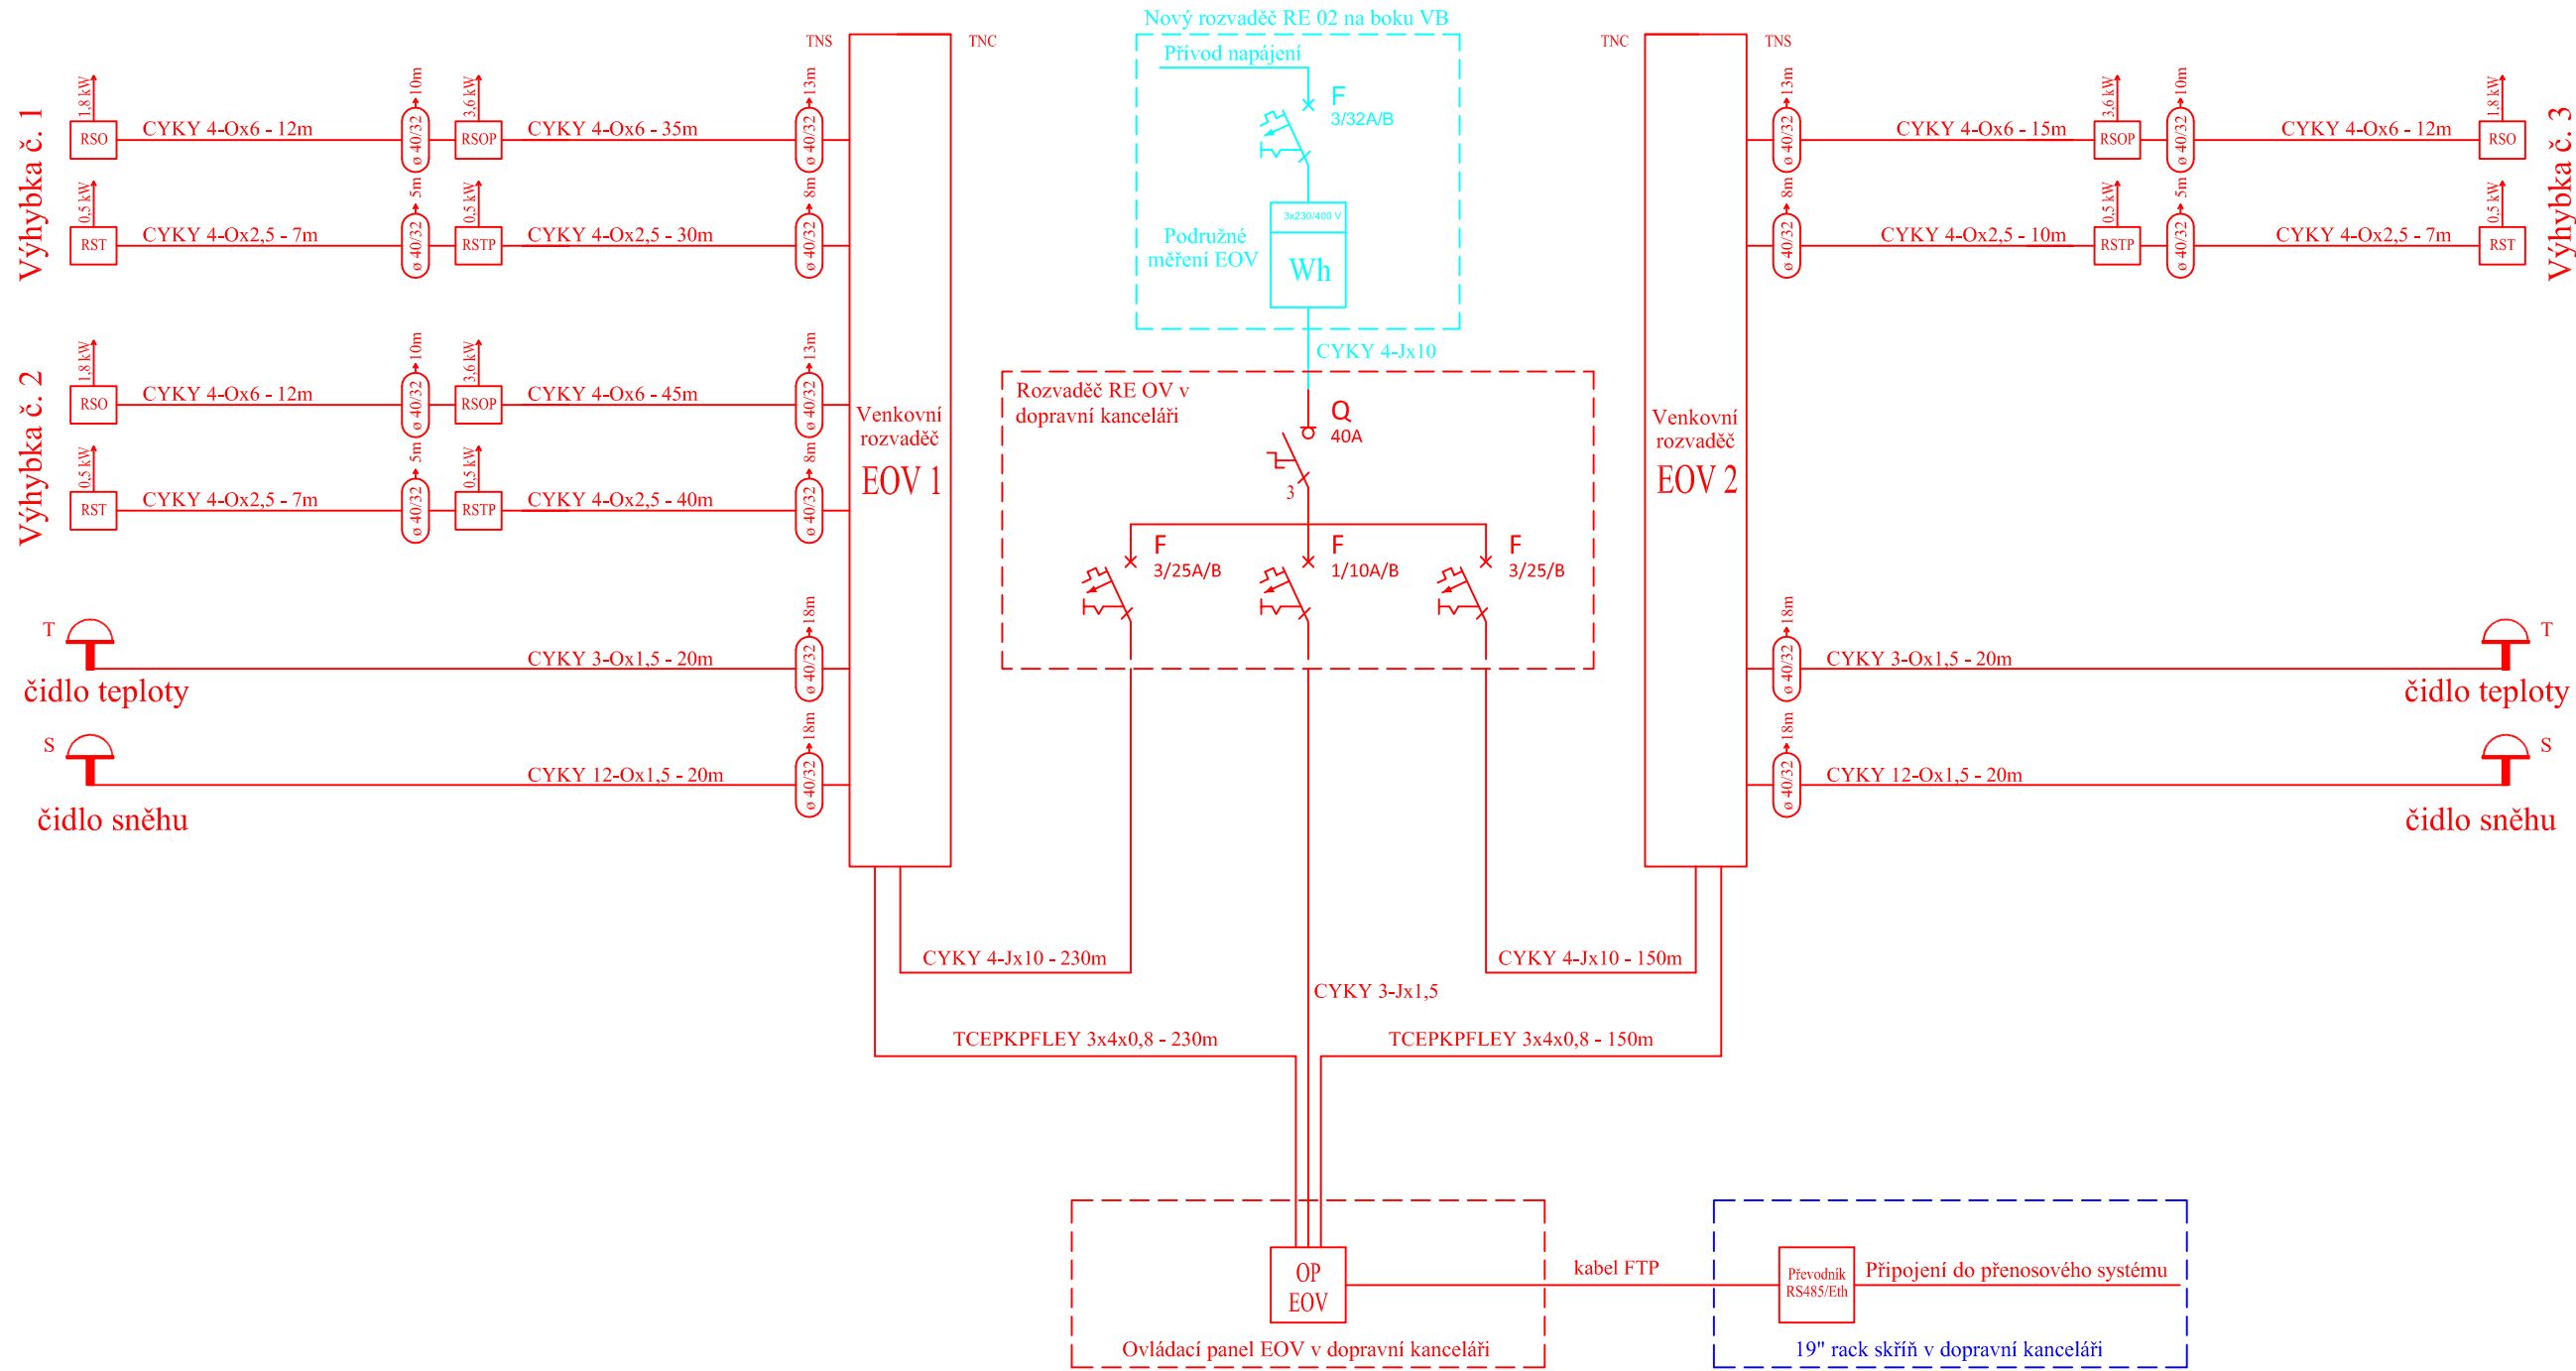 Nový rozvaděč RE 02 na boku VB
Přívod napájení
F
3/32A/B
3x230/400 V
Podružné
měření EOV
Wh
CYKY 4-Jx10
TNS
TNC
TNC
TNS
Výhybka č. 1
1,8 kW
RSO
CYKY 4-Ox6 - 12m
ø 40/32
10m
3,6 kW
RSOP
CYKY 4-Ox6 - 35m
ø 40/32
13m
0,5 kW
RST
CYKY 4-Ox2,5 - 7m
ø 40/32
5m
0,5 kW
RSTP
CYKY 4-Ox2,5 - 30m
ø 40/32
8m
Výhybka č. 2
1,8 kW
RSO
CYKY 4-Ox6 - 12m
ø 40/32
10m
3,6 kW
RSOP
CYKY 4-Ox6 - 45m
ø 40/32
13m
0,5 kW
RST
CYKY 4-Ox2,5 - 7m
ø 40/32
5m
0,5 kW
RSTP
CYKY 4-Ox2,5 - 40m
ø 40/32
8m
T
čidlo teploty
CYKY 3-Ox1,5 - 20m
ø 40/32
18m
S
čidlo sněhu
CYKY 12-Ox1,5 - 20m
ø 40/32
18m
Venkovní
rozvaděč
EOV 1
Rozvaděč RE OV v
dopravní kanceláři
Q
40A
3
F
3/25A/B
F
1/10A/B
F
3/25/B
Venkovní
rozvaděč
EOV 2
ø 40/32
13m
CYKY 4-Ox6 - 15m
3,6 kW
RSOP
ø 40/32
10m
CYKY 4-Ox6 - 12m
1,8 kW
RSO
ø 40/32
8m
CYKY 4-Ox2,5 - 10m
0,5 kW
RSTP
ø 40/32
5m
CYKY 4-Ox2,5 - 7m
0,5 kW
RST
Výhybka č. 3
ø 40/32
18m
CYKY 3-Ox1,5 - 20m
T
čidlo teploty
ø 40/32
18m
CYKY 12-Ox1,5 - 20m
S
čidlo sněhu
CYKY 4-Jx10 - 230m
CYKY 4-Jx10 - 150m
CYKY 3-Jx1,5
TCEPKPFLEY 3x4x0,8 - 230m
TCEPKPFLEY 3x4x0,8 - 150m
OP
EOV
Ovládací panel EOV v dopravní kanceláři
kabel FTP
Převodník
RS485/Eth
Připojení do přenosového systému
19" rack skříň v dopravní kanceláři